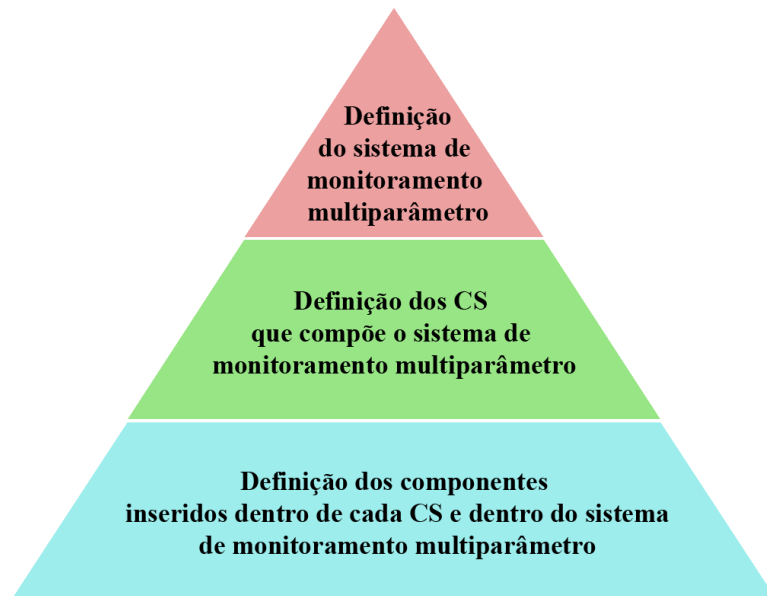 Definição
do sistema de
monitoramento
multiparâmetro
Definição dos CS
que compõe o sistema de
monitoramento multiparâmetro
Definição dos componentes
inseridos dentro de cada CS e dentro do sistema
de monitoramento multiparâmetro